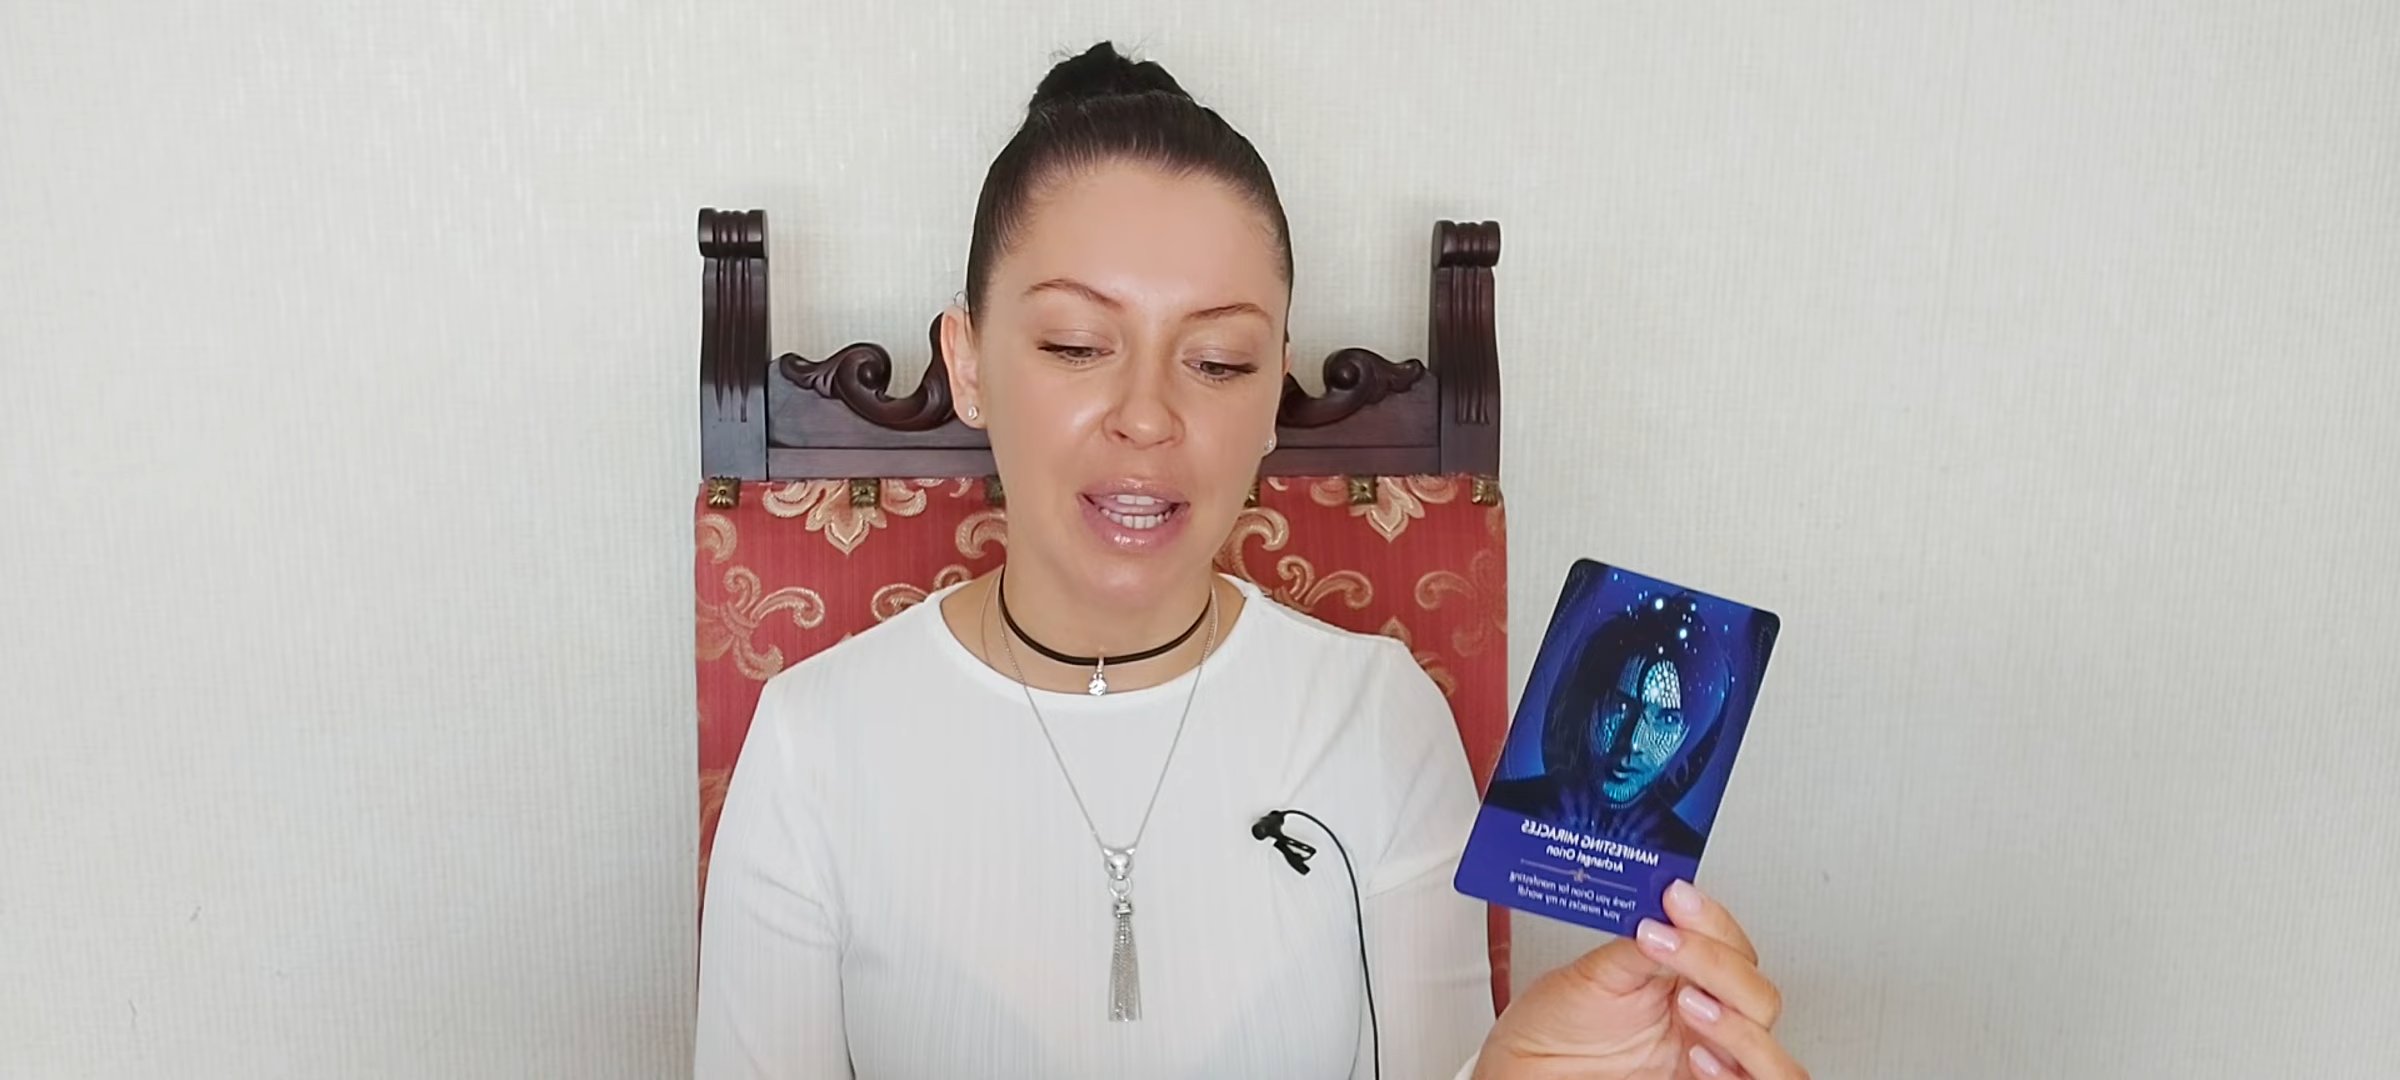 MANIFESTING MIRACLES
Archangel Orion
Thank you Orion for manifesting
your miracles in my world!